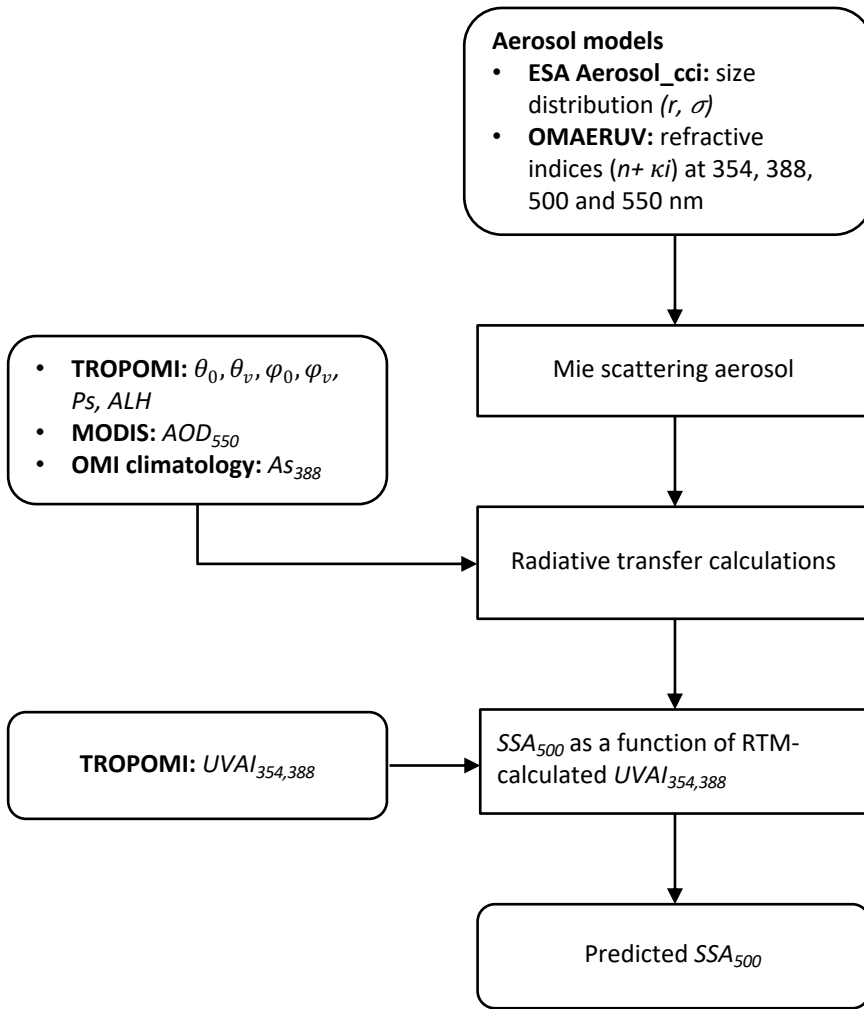 Aerosol models
• ESA Aerosol_cci: size
distribution (r, σ)
• OMAERUV: refractive
indices (n+ κi) at 354, 388,
500 and 550 nm
Mie scattering aerosol
• TROPOMI: θ₀, θᵥ, φ₀, φᵥ,
Ps, ALH
• MODIS: AOD₅₅₀
• OMI climatology: As₃₈₈
Radiative transfer calculations
TROPOMI: UVAI₃₅₄,₃₈₈
SSA₅₀₀ as a function of RTM-
calculated UVAI₃₅₄,₃₈₈
Predicted SSA₅₀₀